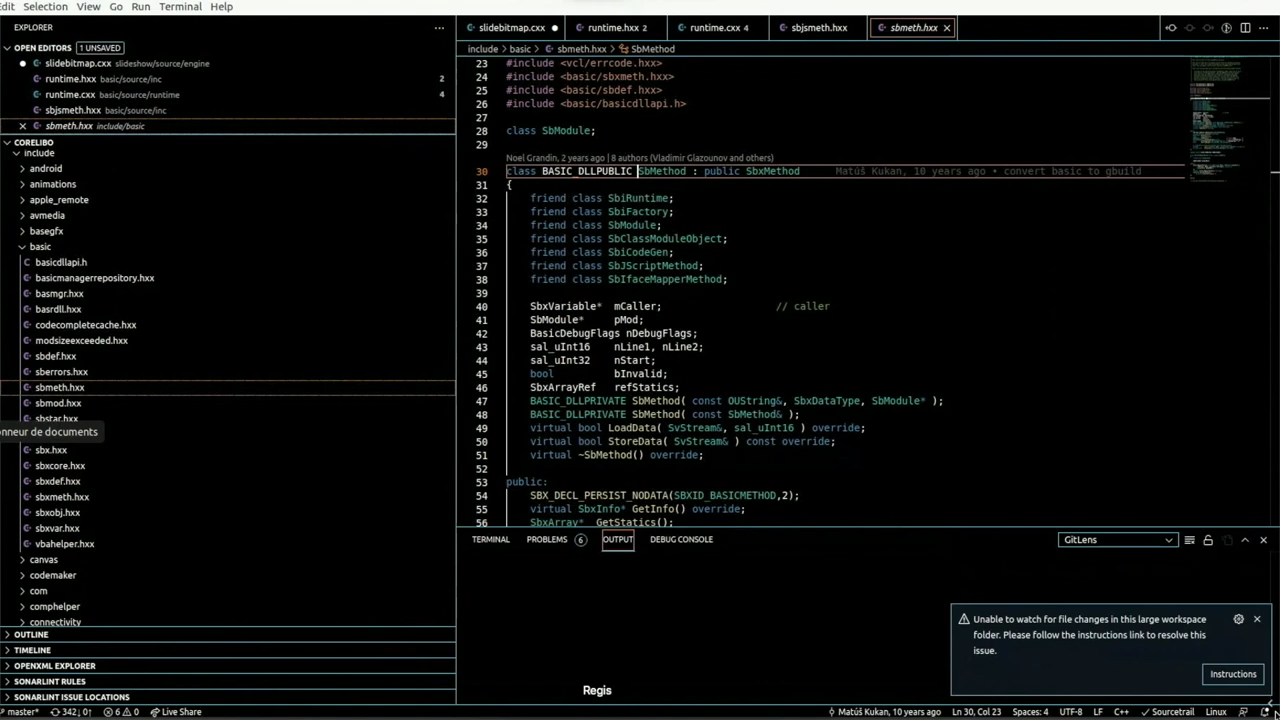 dit Selection View Go Run Terminal Help
EXPLORER
OPEN EDITORS 1 UNSAVED
slidebitmap.cxx slideshow/source/engine
runtime.hxx basic/source/inc 2
runtime.cxx basic/source/runtime 4
sbjsmeth.hxx basic/source/inc
sbmeth.hxx include/basic
CORELIBO
include
android
animations
apple_remote
avmedia
basegfx
basic
basicdllapi.h
basicmanagerrepository.hxx
basmgr.hxx
basrdll.hxx
codecompletecache.hxx
modsizeexceeded.hxx
sbdef.hxx
sberrors.hxx
sbmeth.hxx
sbmod.hxx
sbstar.hxx
onneur de documents
sbx.hxx
sbxcore.hxx
sbxdef.hxx
sbxmeth.hxx
sbxobj.hxx
sbxvar.hxx
vbahelper.hxx
canvas
codemaker
com
comphelper
connectivity
OUTLINE
TIMELINE
OPENXML EXPLORER
SONARLINT RULES
SONARLINT ISSUE LOCATIONS
slidebitmap.cxx runtime.hxx 2 runtime.cxx 4 sbjsmeth.hxx sbmeth.hxx
include > basic > sbmeth.hxx > SbMethod
23 #include <vcl/errcode.hxx>
24 #include <basic/sbxmeth.hxx>
25 #include <basic/sbdef.hxx>
26 #include <basic/basicdllapi.h>
28 class SbModule;
29
Noel Grandin, 2 years ago | 8 authors (Vladimir Glazounov and others)
30 class BASIC_DLLPUBLIC SbMethod : public SbxMethod Matúš Kukan, 10 years ago • convert basic to gbuild
31 {
32 friend class SbiRuntime;
33 friend class SbiFactory;
34 friend class SbModule;
35 friend class SbClassModuleObject;
36 friend class SbiCodeGen;
37 friend class SbJScriptMethod;
38 friend class SbIfaceMapperMethod;
39
40 SbxVariable* mCaller; // caller
41 SbModule* pMod;
42 BasicDebugFlags nDebugFlags;
43 sal_uInt16 nLine1, nLine2;
44 sal_uInt32 nStart;
45 bool bInvalid;
46 SbxArrayRef refStatics;
47 BASIC_DLLPRIVATE SbMethod( const OUString&, SbxDataType, SbModule* );
48 BASIC_DLLPRIVATE SbMethod( const SbMethod& );
49 virtual bool LoadData( SvStream&, sal_uInt16 ) override;
50 virtual bool StoreData( SvStream& ) const override;
51 virtual ~SbMethod() override;
52
53 public:
54 SBX_DECL_PERSIST_NODATA(SBXID_BASICMETHOD,2);
55 virtual SbxInfo* GetInfo() override;
56 SbxArray* GetStatics();
TERMINAL PROBLEMS 6 OUTPUT DEBUG CONSOLE GitLens
Unable to watch for file changes in this large workspace
folder. Please follow the instructions link to resolve this
issue.
Instructions
Regis
master* 342↓ 0↑ 6 0 Live Share Matúš Kukan, 10 years ago Ln 30, Col 23 Spaces: 4 UTF-8 LF C++ Sourcetrail Linux